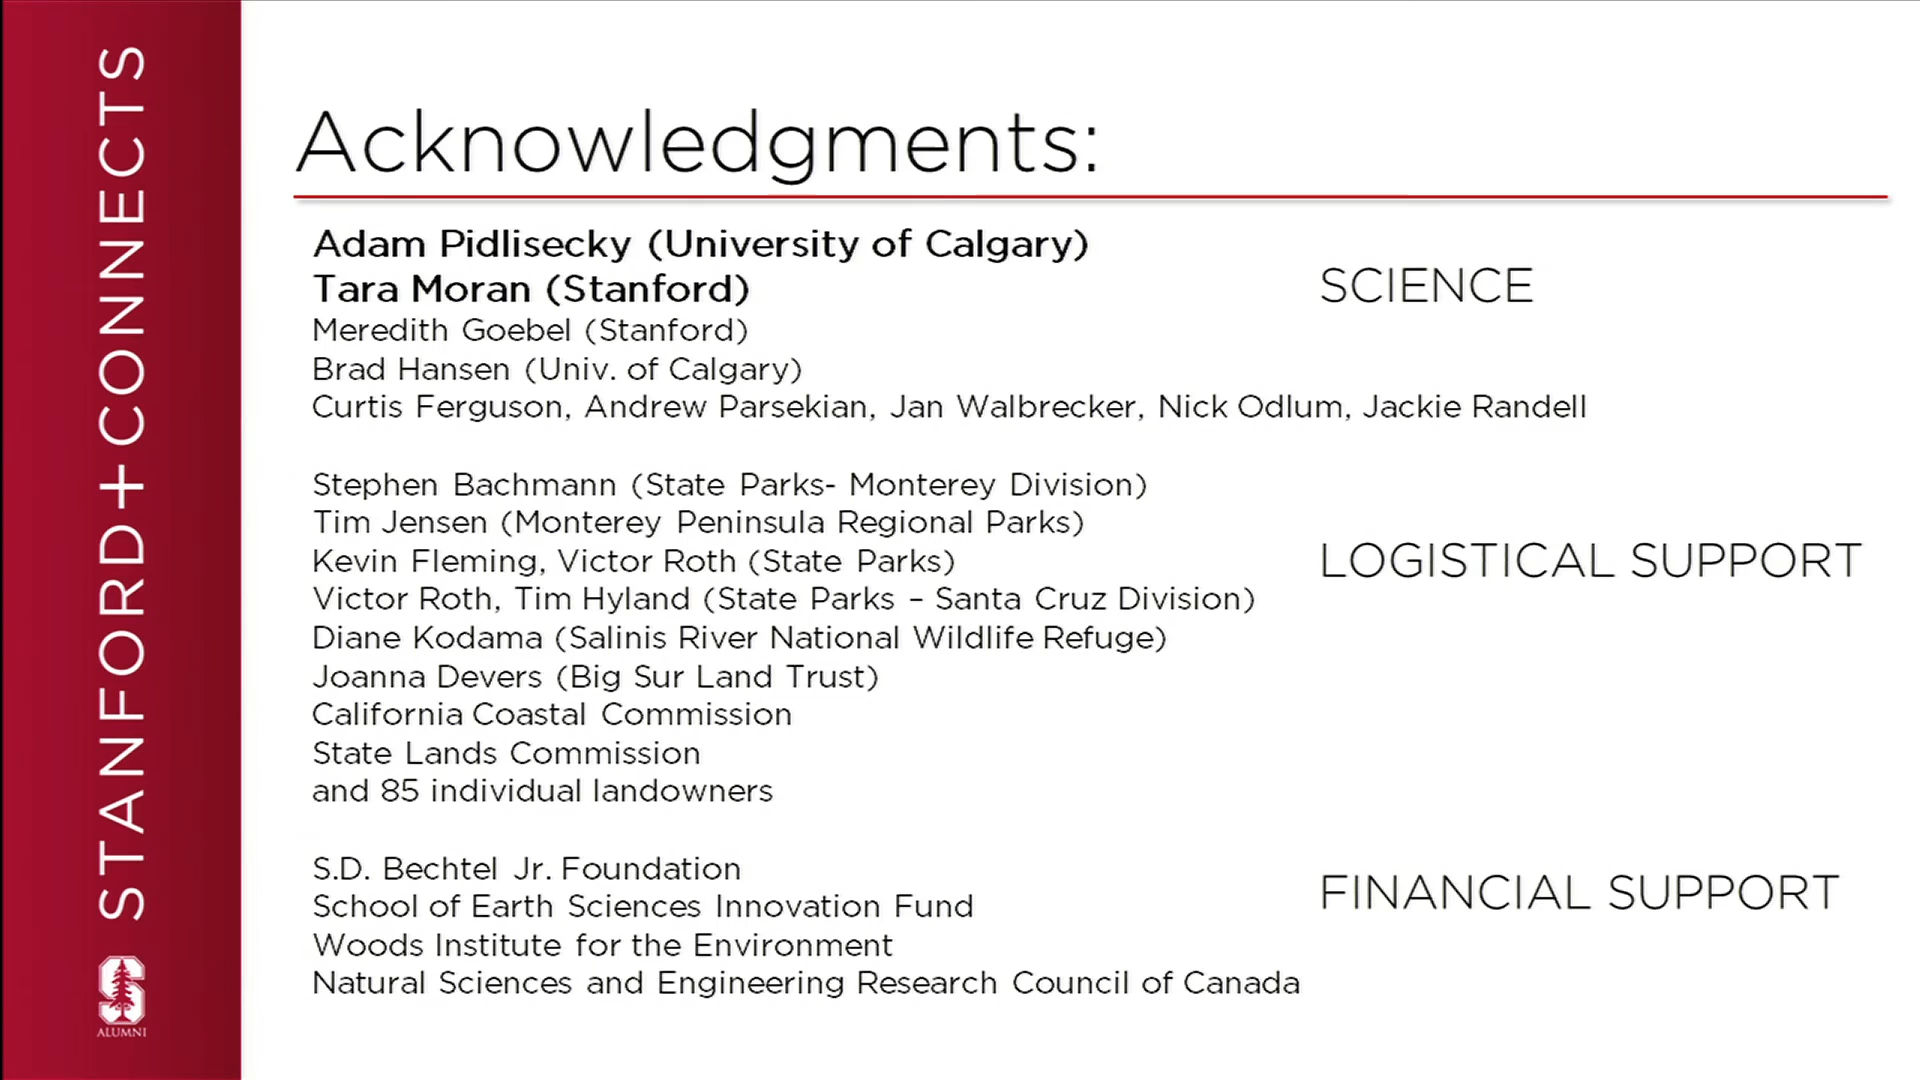 STANFORD+CONNECTS
S
ALUMNI
Acknowledgments:
Adam Pidlisecky (University of Calgary)
Tara Moran (Stanford)
SCIENCE
Meredith Goebel (Stanford)
Brad Hansen (Univ. of Calgary)
Curtis Ferguson, Andrew Parsekian, Jan Walbrecker, Nick Odlum, Jackie Randell
Stephen Bachmann (State Parks- Monterey Division)
Tim Jensen (Monterey Peninsula Regional Parks)
Kevin Fleming, Victor Roth (State Parks)
LOGISTICAL SUPPORT
Victor Roth, Tim Hyland (State Parks – Santa Cruz Division)
Diane Kodama (Salinis River National Wildlife Refuge)
Joanna Devers (Big Sur Land Trust)
California Coastal Commission
State Lands Commission
and 85 individual landowners
S.D. Bechtel Jr. Foundation
FINANCIAL SUPPORT
School of Earth Sciences Innovation Fund
Woods Institute for the Environment
Natural Sciences and Engineering Research Council of Canada